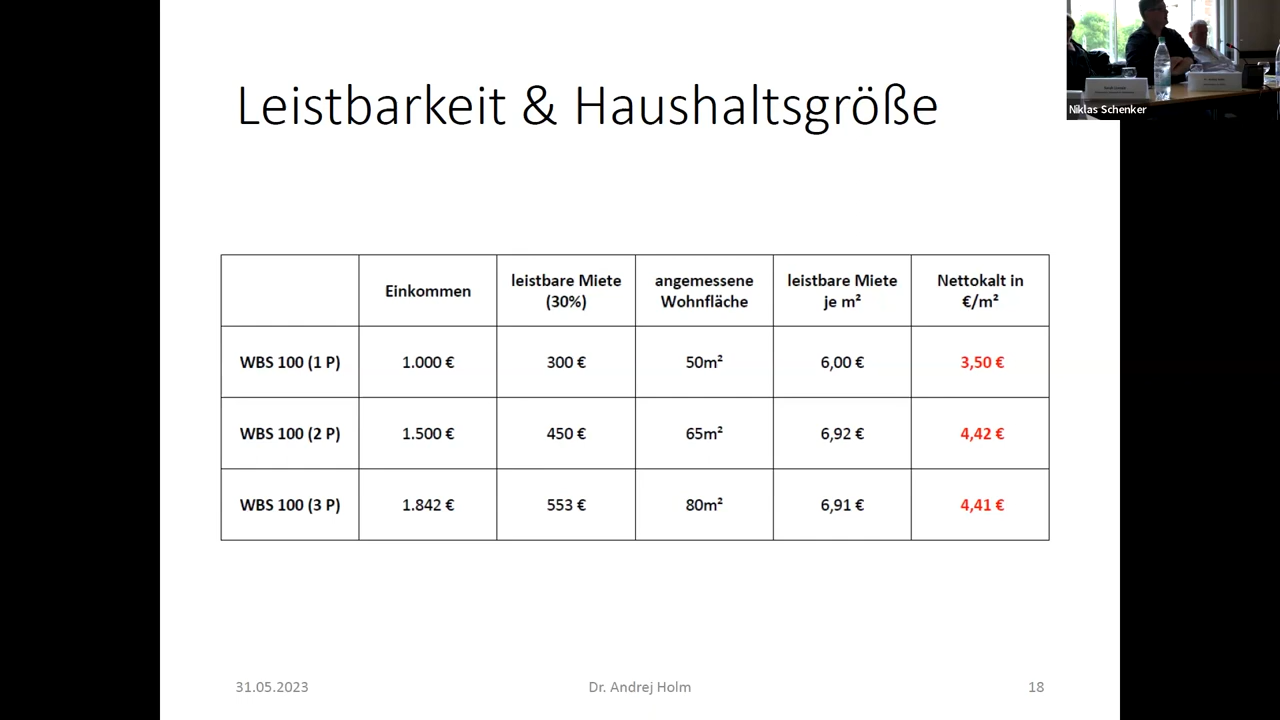 Niklas Schenker
Leistbarkeit & Haushaltsgröße
Einkommen
leistbare Miete
(30%)
angemessene
Wohnfläche
leistbare Miete
je m²
Nettokalt in
€/m²
WBS 100 (1 P) 1.000 € 300 € 50m² 6,00 € 3,50 €
WBS 100 (2 P) 1.500 € 450 € 65m² 6,92 € 4,42 €
WBS 100 (3 P) 1.842 € 553 € 80m² 6,91 € 4,41 €
31.05.2023 Dr. Andrej Holm 18